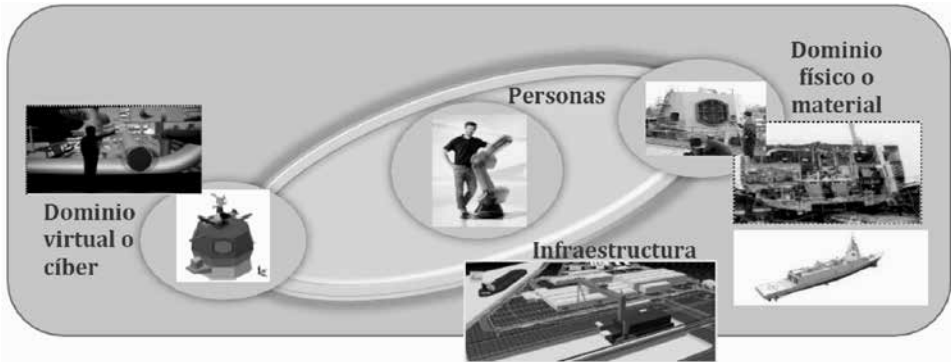 Dominio
físico o
material
Personas
Dominio
virtual o
cíber
Infraestructura